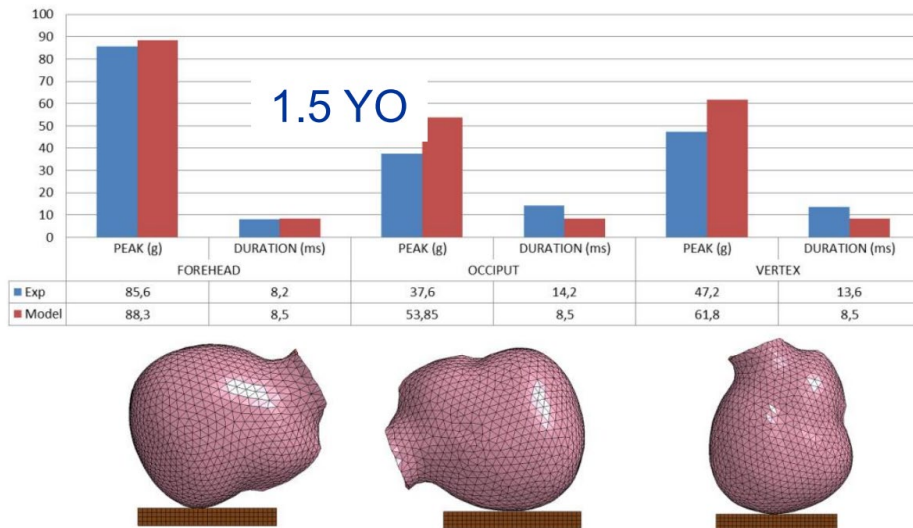 100
90
80
70
60
50
40
30
20
10
0
1.5 YO
PEAK (g) DURATION (ms) PEAK (g) DURATION (ms) PEAK (g) DURATION (ms)
FOREHEAD OCCIPUT VERTEX
Exp 85,6 8,2 37,6 14,2 47,2 13,6
Model 88,3 8,5 53,85 8,5 61,8 8,5